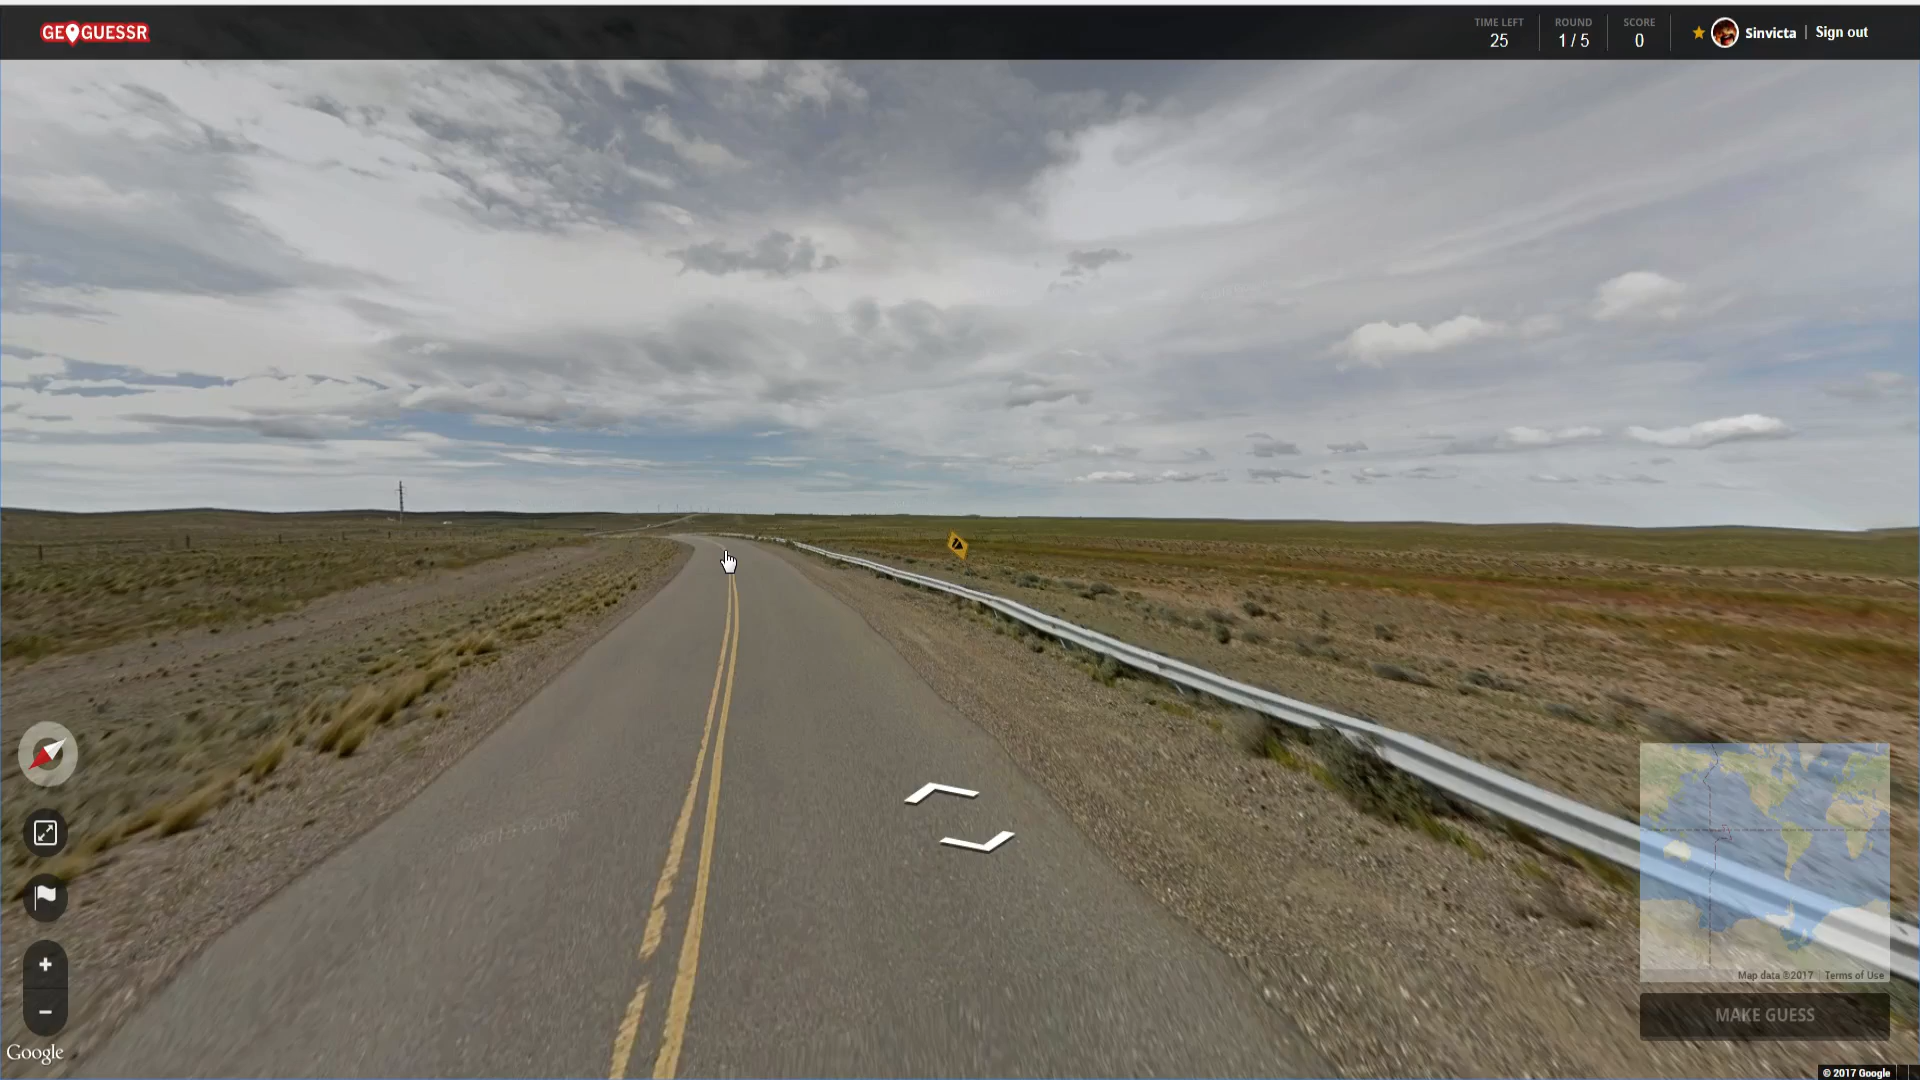 GEOGUESSR
TIME LEFT
25
ROUND
1 / 5
SCORE
0
Sinvicta | Sign out
Google
Map data ©2017 Terms of Use
MAKE GUESS
Google
© 2017 Google